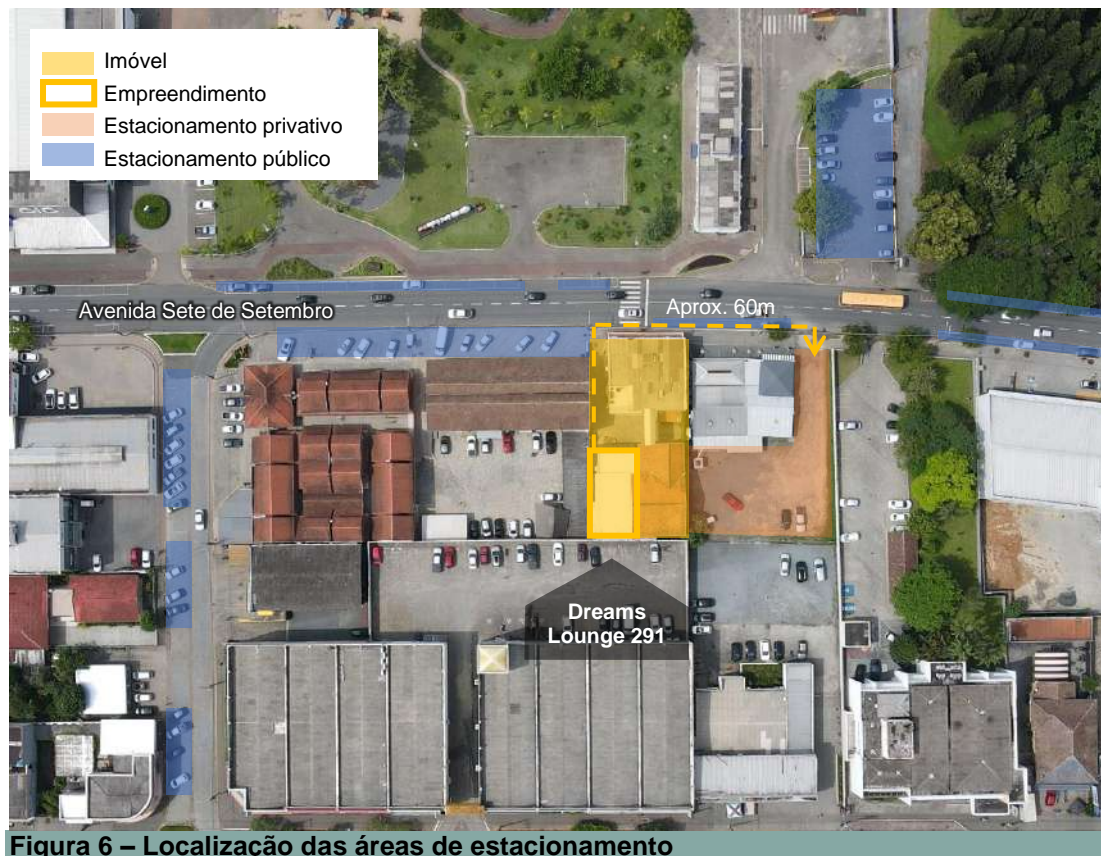 Imóvel
Empreendimento
Estacionamento privativo
Estacionamento público
Avenida Sete de Setembro
Aprox. 60m
Dreams
Lounge 291
Figura 6 – Localização das áreas de estacionamento